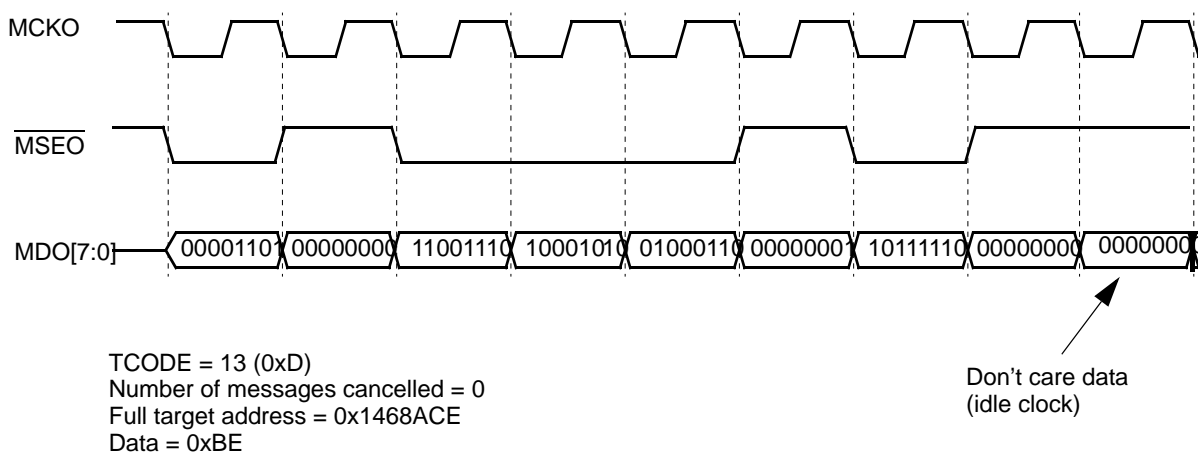 MCKO
MSEO
MDO[7:0]
00001101 00000000 11001110 10001010 01000110 00000001 10111110 00000000 00000000
TCODE = 13 (0xD)
Number of messages cancelled = 0
Full target address = 0x1468ACE
Data = 0xBE
Don't care data
(idle clock)